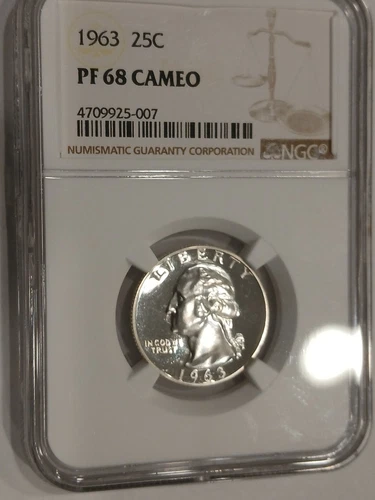 1963 25C
PF 68 CAMEO
4709925-007
NUMISMATIC GUARANTY CORPORATION NGC
LIBERTY
IN GOD WE
TRUST
1963